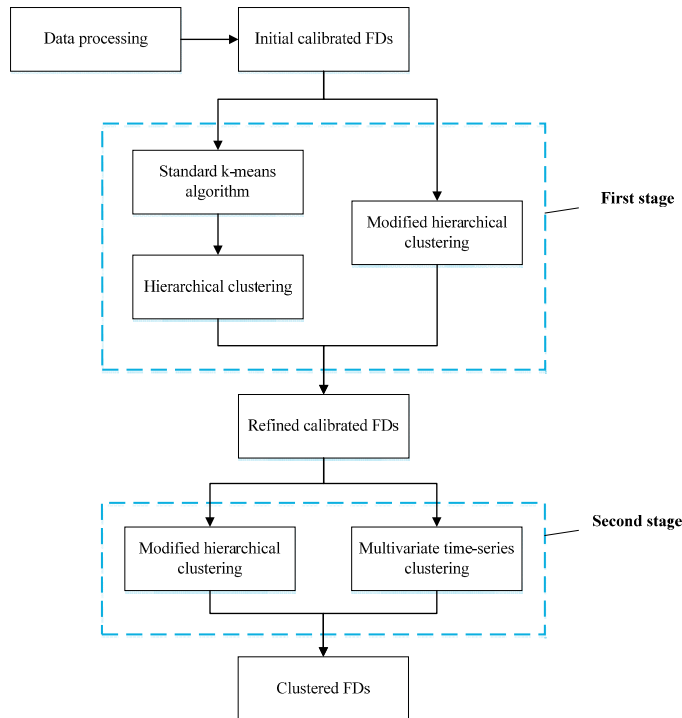 Data processing
Initial calibrated FDs
Standard k-means
algorithm
First stage
Modified hierarchical
clustering
Hierarchical clustering
Refined calibrated FDs
Second stage
Modified hierarchical
clustering
Multivariate time-series
clustering
Clustered FDs